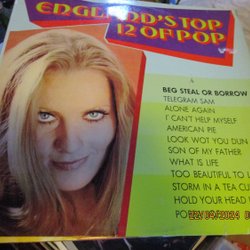 ENGLAND'S TOP
12 OF POP
BEG STEAL OR BORROW
TELEGRAM SAM
ALONE AGAIN
I CAN'T HELP MYSELF
AMERICAN PIE
LOOK WOT YOU DUN
SON OF MY FATHER
WHAT IS LIFE
TOO BEAUTIFUL TO L
STORM IN A TEA CU
HOLD YOUR HEAD